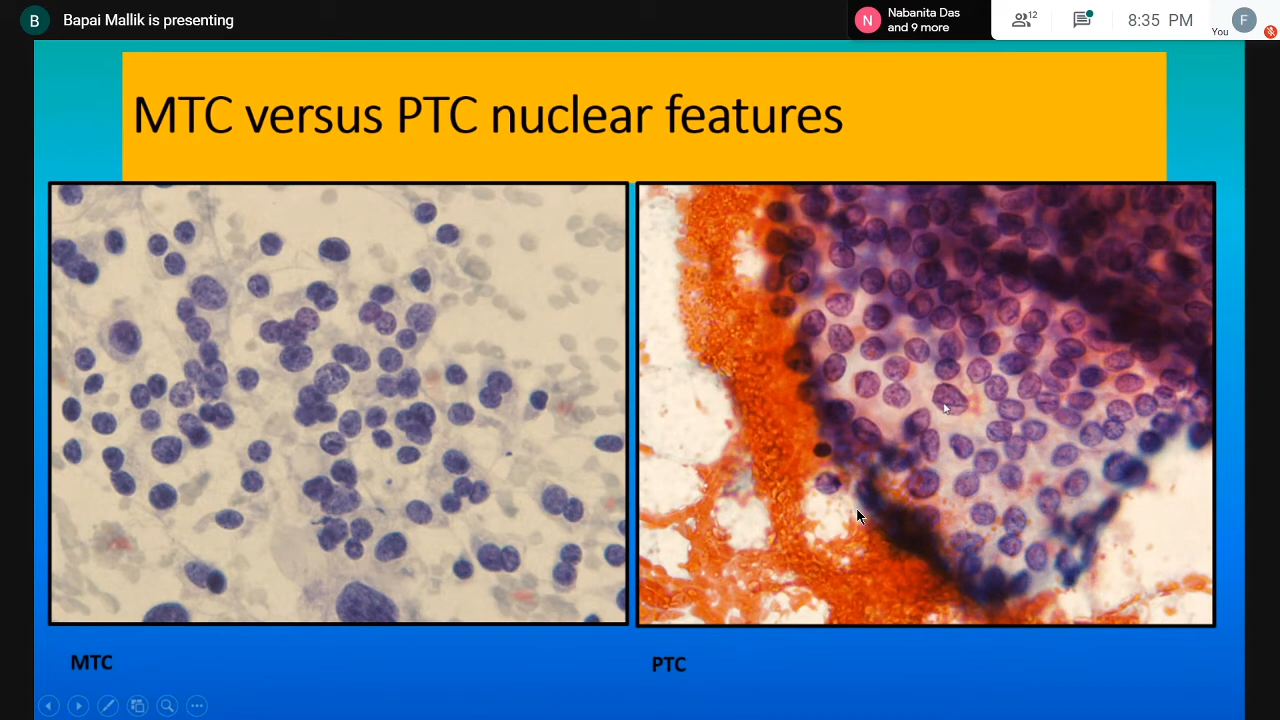 B
Bapai Mallik is presenting
N
Nabanita Das
and 9 more
12
8:35 PM
You
F
MTC versus PTC nuclear features
MTC
PTC